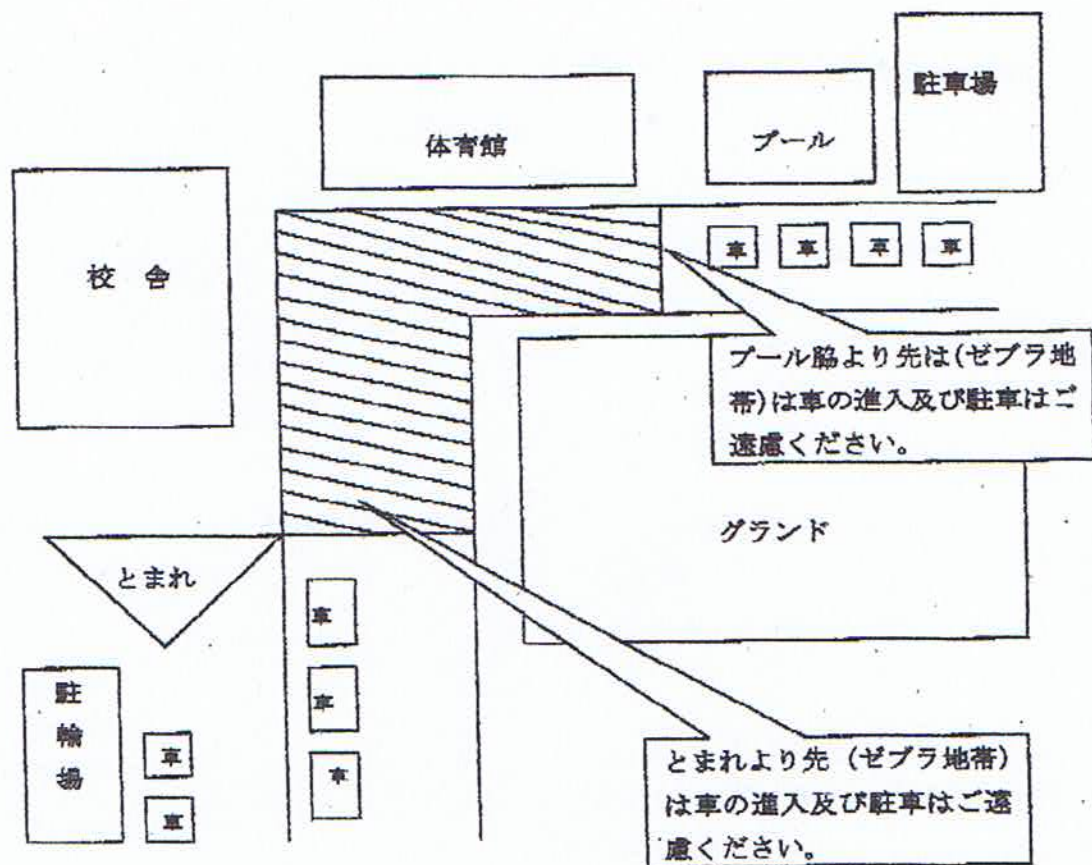 駐車場
体育館
プール
校 舎
車 車 車 車
プール脇より先は(ゼブラ地
帯)は車の進入及び駐車はご
遠慮ください。
グランド
とまれ
車
車
車
駐
輪
場
車
車
とまれより先 (ゼブラ地帯)
は車の進入及び駐車はご遠
慮ください。